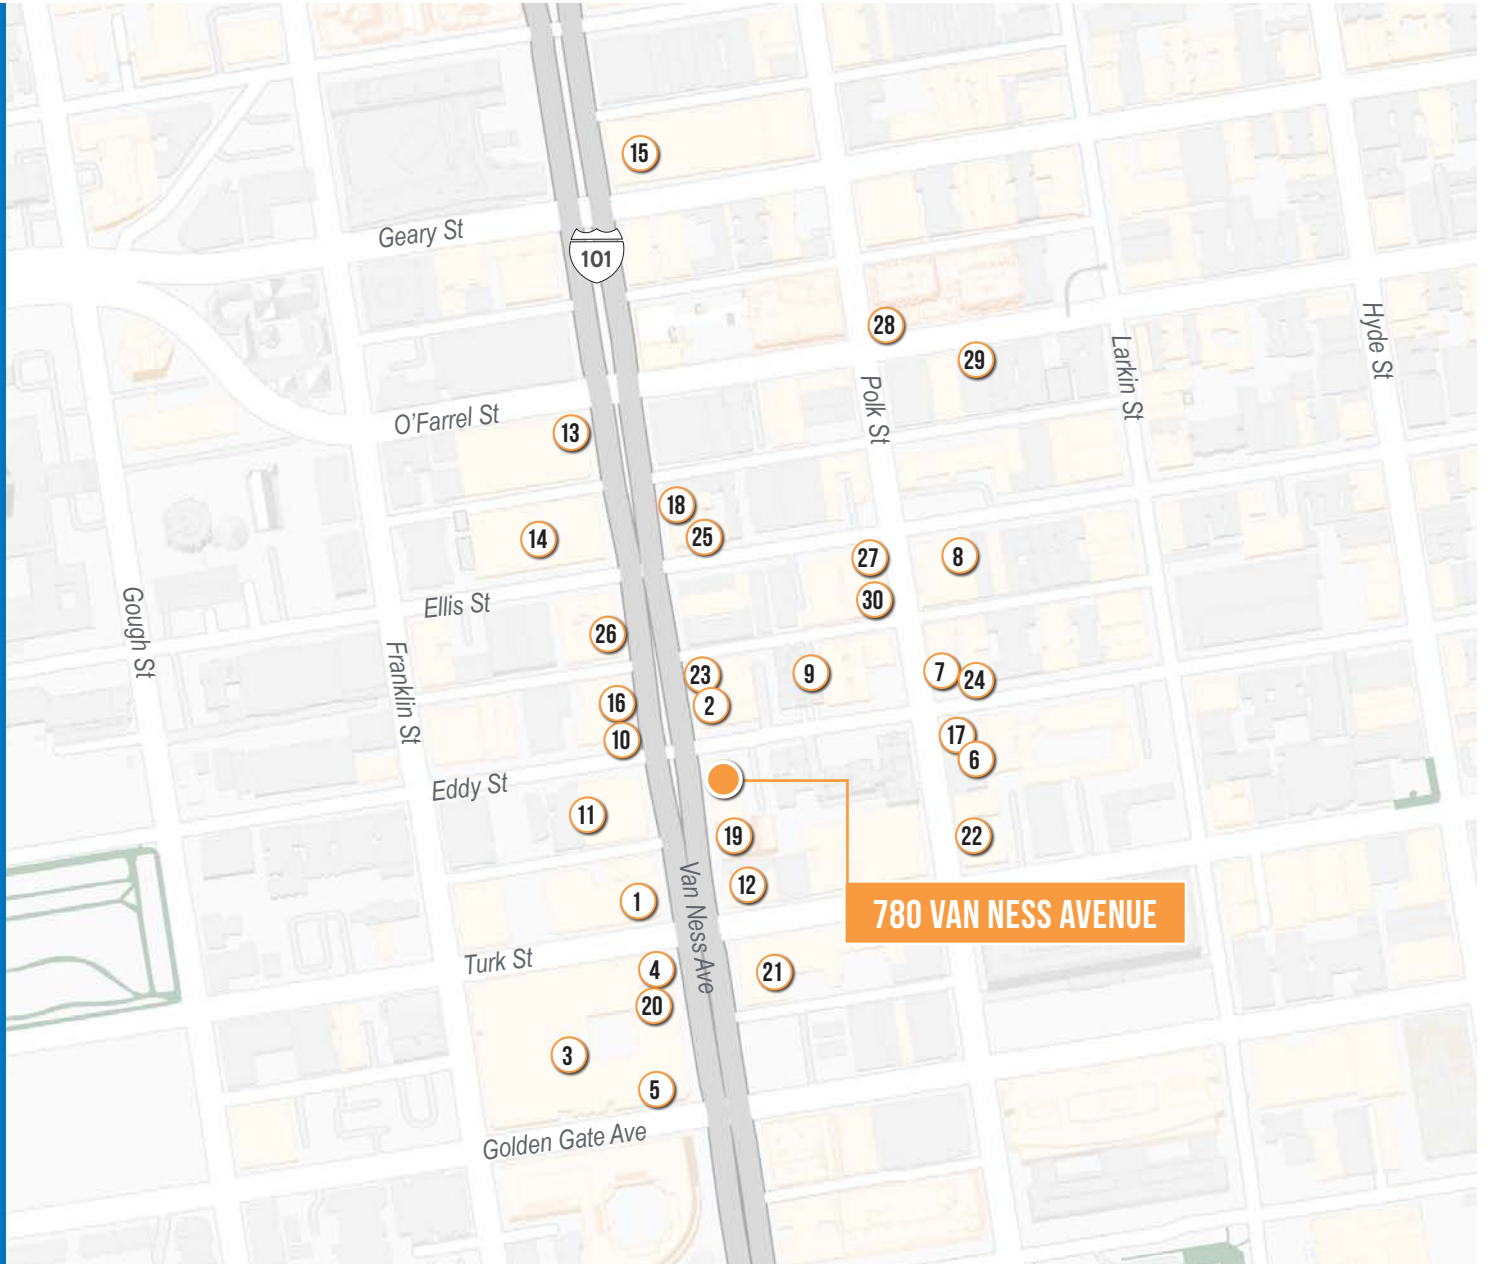 15
Geary St
101
28
Hyde St
29
Larkin St
O'Farrel St
13
Polk St
18
25
14
27
8
Ellis St
30
Gough St
26
Franklin St
23
9
7
24
16
2
10
17
6
Eddy St
11
19
22
12
Van Ness Ave
1
780 VAN NESS AVENUE
Turk St
4
21
20
3
5
Golden Gate Ave